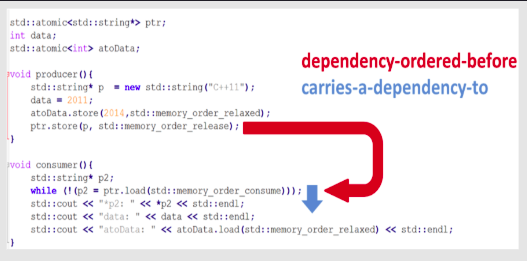 std::atomic<std::string*> ptr;
int data;
std::atomic<int> atoData;
dependency-ordered-before
carries-a-dependency-to
void producer(){
std::string* p  = new std::string("C++11");
data = 2011;
atoData.store(2014,std::memory_order_relaxed);
ptr.store(p, std::memory_order_release);
}
void consumer(){
std::string* p2;
while (!(p2 = ptr.load(std::memory_order_consume)));
std::cout << "*p2: " << *p2 << std::endl;
std::cout << "data: " << data << std::endl;
std::cout << "atoData: " << atoData.load(std::memory_order_relaxed) << std::endl;
}